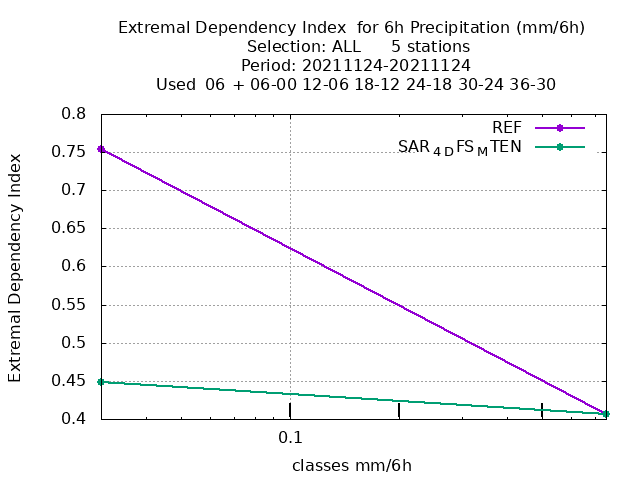 Extremal Dependency Index  for 6h Precipitation (mm/6h)
Selection: ALL      5 stations
Period: 20211124-20211124
Used  06 + 06-00 12-06 18-12 24-18 30-24 36-30
REF
SAR4DFSMTEN
0.8
0.75
0.7
0.65
0.6
0.55
0.5
0.45
0.4
Extremal Dependency Index
0.1
classes mm/6h